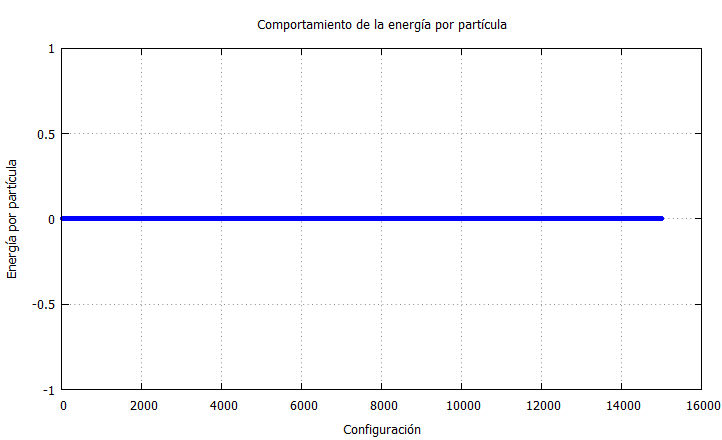 Comportamiento de la energía por partícula
1
0.5
0
-0.5
-1
Energía por partícula
0 2000 4000 6000 8000 10000 12000 14000 16000
Configuración